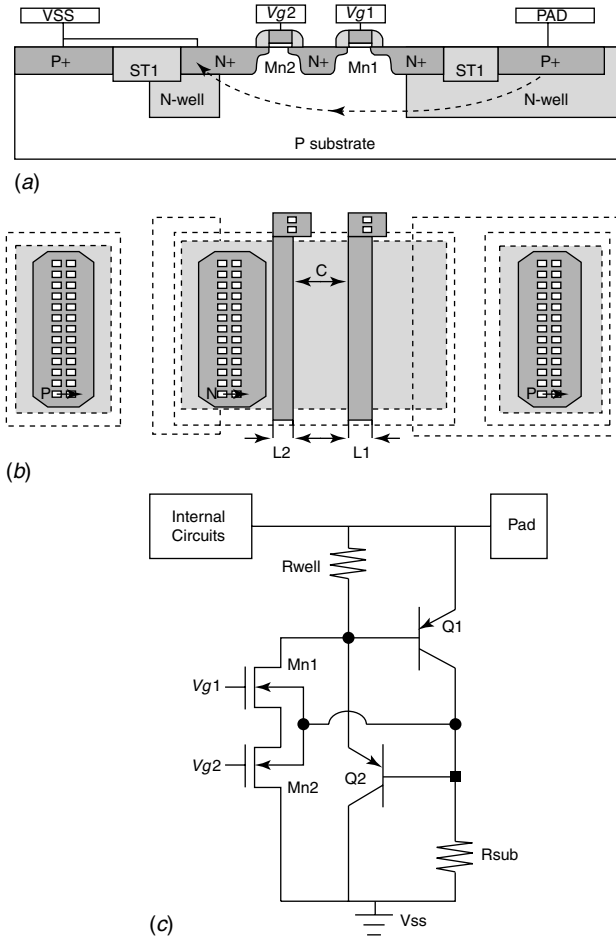 VSS Vg2 Vg1 PAD
P+ ST1 N+ Mn2 N+ Mn1 N+ ST1 P+
N-well N-well
P substrate
(a)
C
P N P
L2 L1
(b)
Internal
Circuits
Pad
Rwell
Q1
Mn1
Vg1
Vg2
Mn2
Q2
Rsub
Vss
(c)